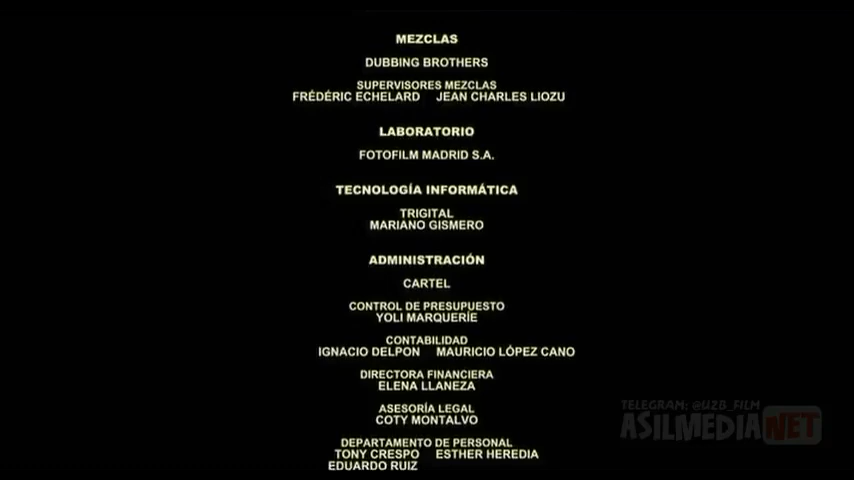 MEZCLAS
DUBBING BROTHERS
SUPERVISORES MEZCLAS
FRÉDÉRIC ECHELARD JEAN CHARLES LIOZU
LABORATORIO
FOTOFILM MADRID S.A.
TECNOLOGÍA INFORMÁTICA
TRIGITAL
MARIANO GISMERO
ADMINISTRACIÓN
CARTEL
CONTROL DE PRESUPUESTO
YOLI MARQUERÍE
CONTABILIDAD
IGNACIO DELPON MAURICIO LÓPEZ CANO
DIRECTORA FINANCIERA
ELENA LLANEZA
ASESORÍA LEGAL
COTY MONTALVO
DEPARTAMENTO DE PERSONAL
TONY CRESPO ESTHER HEREDIA
EDUARDO RUIZ
TELEGRAM: @UZB_FILM
ASILMEDIA NET